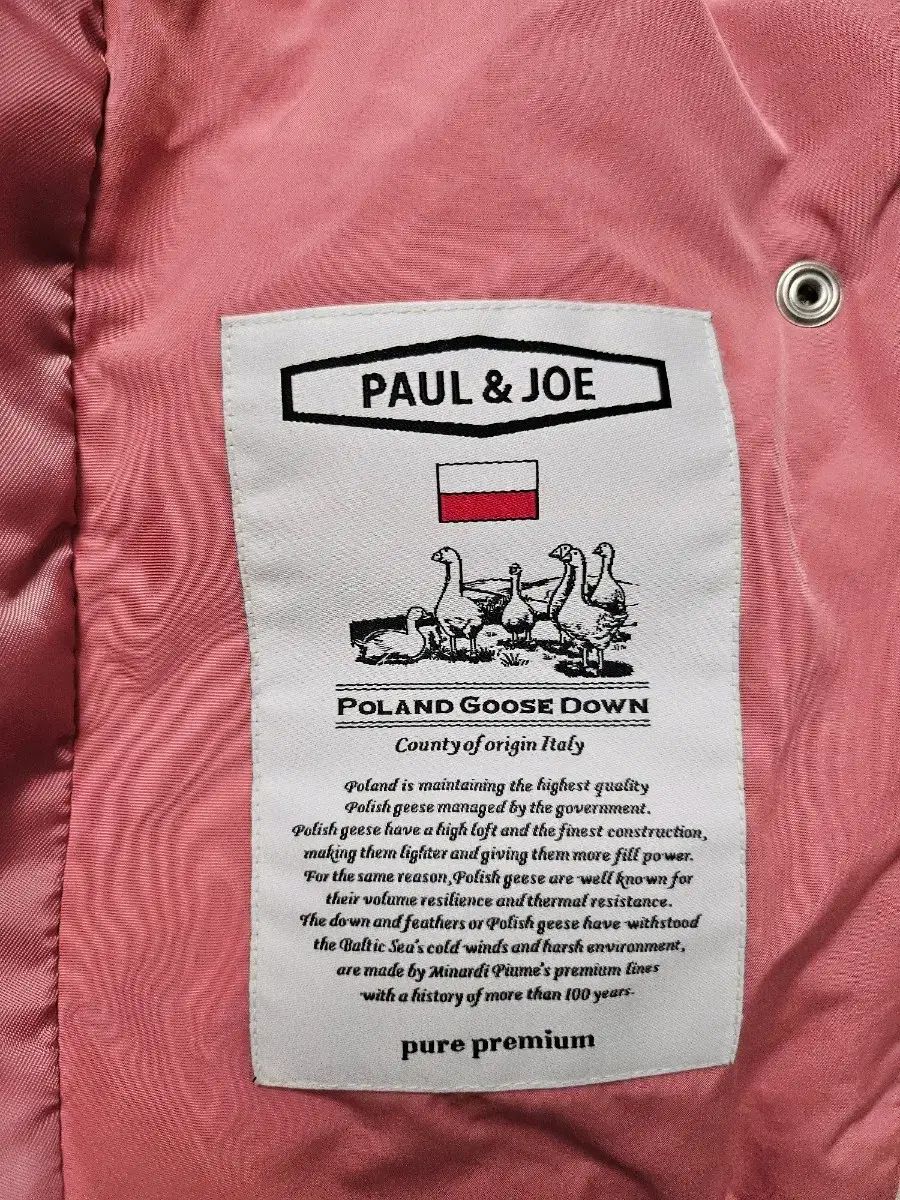 PAUL & JOE
POLAND GOOSE DOWN
County of origin Italy
Poland is maintaining the highest quality
Polish geese managed by the government.
Polish geese have a high loft and the finest construction,
making them lighter and giving them more fill power.
For the same reason, Polish geese are well known for
their volume resilience and thermal resistance.
The down and feathers or Polish geese have withstood
the Baltic Sea's cold winds and harsh environment,
are made by Minardi Piume's premium lines
with a history of more than 100 years.
pure premium